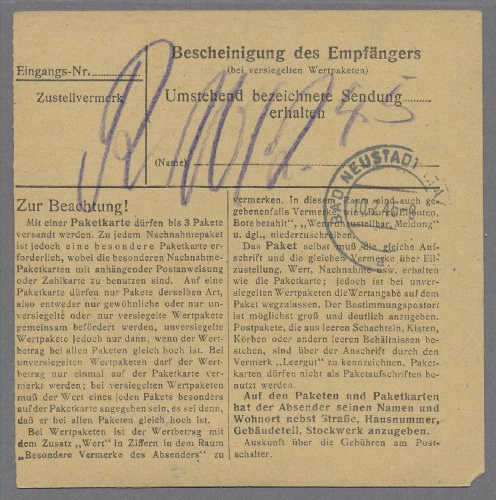 Eingangs-Nr.
Zustellvermerk
Bescheinigung des Empfängers
(bei versiegelten Wertpaketen)
Umstehend bezeichnete Sendung
erhalten
(Name)
BAD NEUSTADT
Zur Beachtung!
Mit einer Paketkarte dürfen bis 3 Pakete
versandt werden. Zu jedem Nachnahmepaket
ist jedoch eine besondere Paketkarte er-
forderlich, wobei die besonderen Nachnahme-
Paketkarten mit anhängender Postanweisung
oder Zahlkarte zu benutzen sind. Auf eine
Paketkarte dürfen nur Pakete derselben Art,
also entweder nur gewöhnliche oder nur un-
versiegelte oder nur versiegelte Wertpakete
gemeinsam befördert werden, unversiegelte
Wertpakete jedoch nur dann, wenn der Wert-
betrag bei allen Paketen gleich hoch ist. Bei
unversiegelten Wertpaketen darf der Wert-
betrag nur einmal auf der Paketkarte ver-
merkt werden; bei versiegelten Wertpaketen
muß der Wert eines jeden Pakets besonders
auf der Paketkarte angegeben sein, es sei denn,
daß er bei allen Paketen gleich hoch ist.
Bei Wertpaketen ist der Wertbetrag mit
dem Zusatz „Wert" in Ziffern in dem Raum
„Besondere Vermerke des Absenders" zu
vermerken. In diesem Raum sind auch ge-
gebenenfalls Vermerke wie „Durch Eilboten,
Bote bezahlt", „Wenn unzustellbar, Meldung"
u. dgl., niederzuschreiben.
Das Paket selbst muß die gleiche Auf-
schrift und die gleichen Vermerke über Eil-
zustellung, Wert, Nachnahme usw. erhalten
wie die Paketkarte; jedoch ist bei unver-
siegelten Wertpaketen die Wertangabe auf dem
Paket wegzulassen. Der Bestimmungspostort
ist möglichst groß und deutlich anzugeben.
Postpakete, die aus leeren Schachteln, Kisten,
Körben oder andern leeren Behältnissen be-
stehen, sind über der Anschrift durch den
Vermerk „Leergut" zu kennzeichnen. Paket-
karten dürfen nicht als Paketaufschriften be-
nutzt werden.
Auf den Paketen und Paketkarten
hat der Absender seinen Namen und
Wohnort nebst Straße, Hausnummer,
Gebäudeteil, Stockwerk anzugeben.
Auskunft über die Gebühren am Post-
schalter.